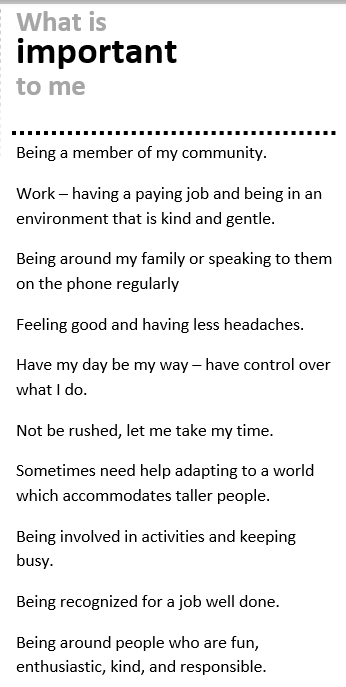 What is
important
to me
Being a member of my community.
Work – having a paying job and being in an
environment that is kind and gentle.
Being around my family or speaking to them
on the phone regularly
Feeling good and having less headaches.
Have my day be my way – have control over
what I do.
Not be rushed, let me take my time.
Sometimes need help adapting to a world
which accommodates taller people.
Being involved in activities and keeping
busy.
Being recognized for a job well done.
Being around people who are fun,
enthusiastic, kind, and responsible.